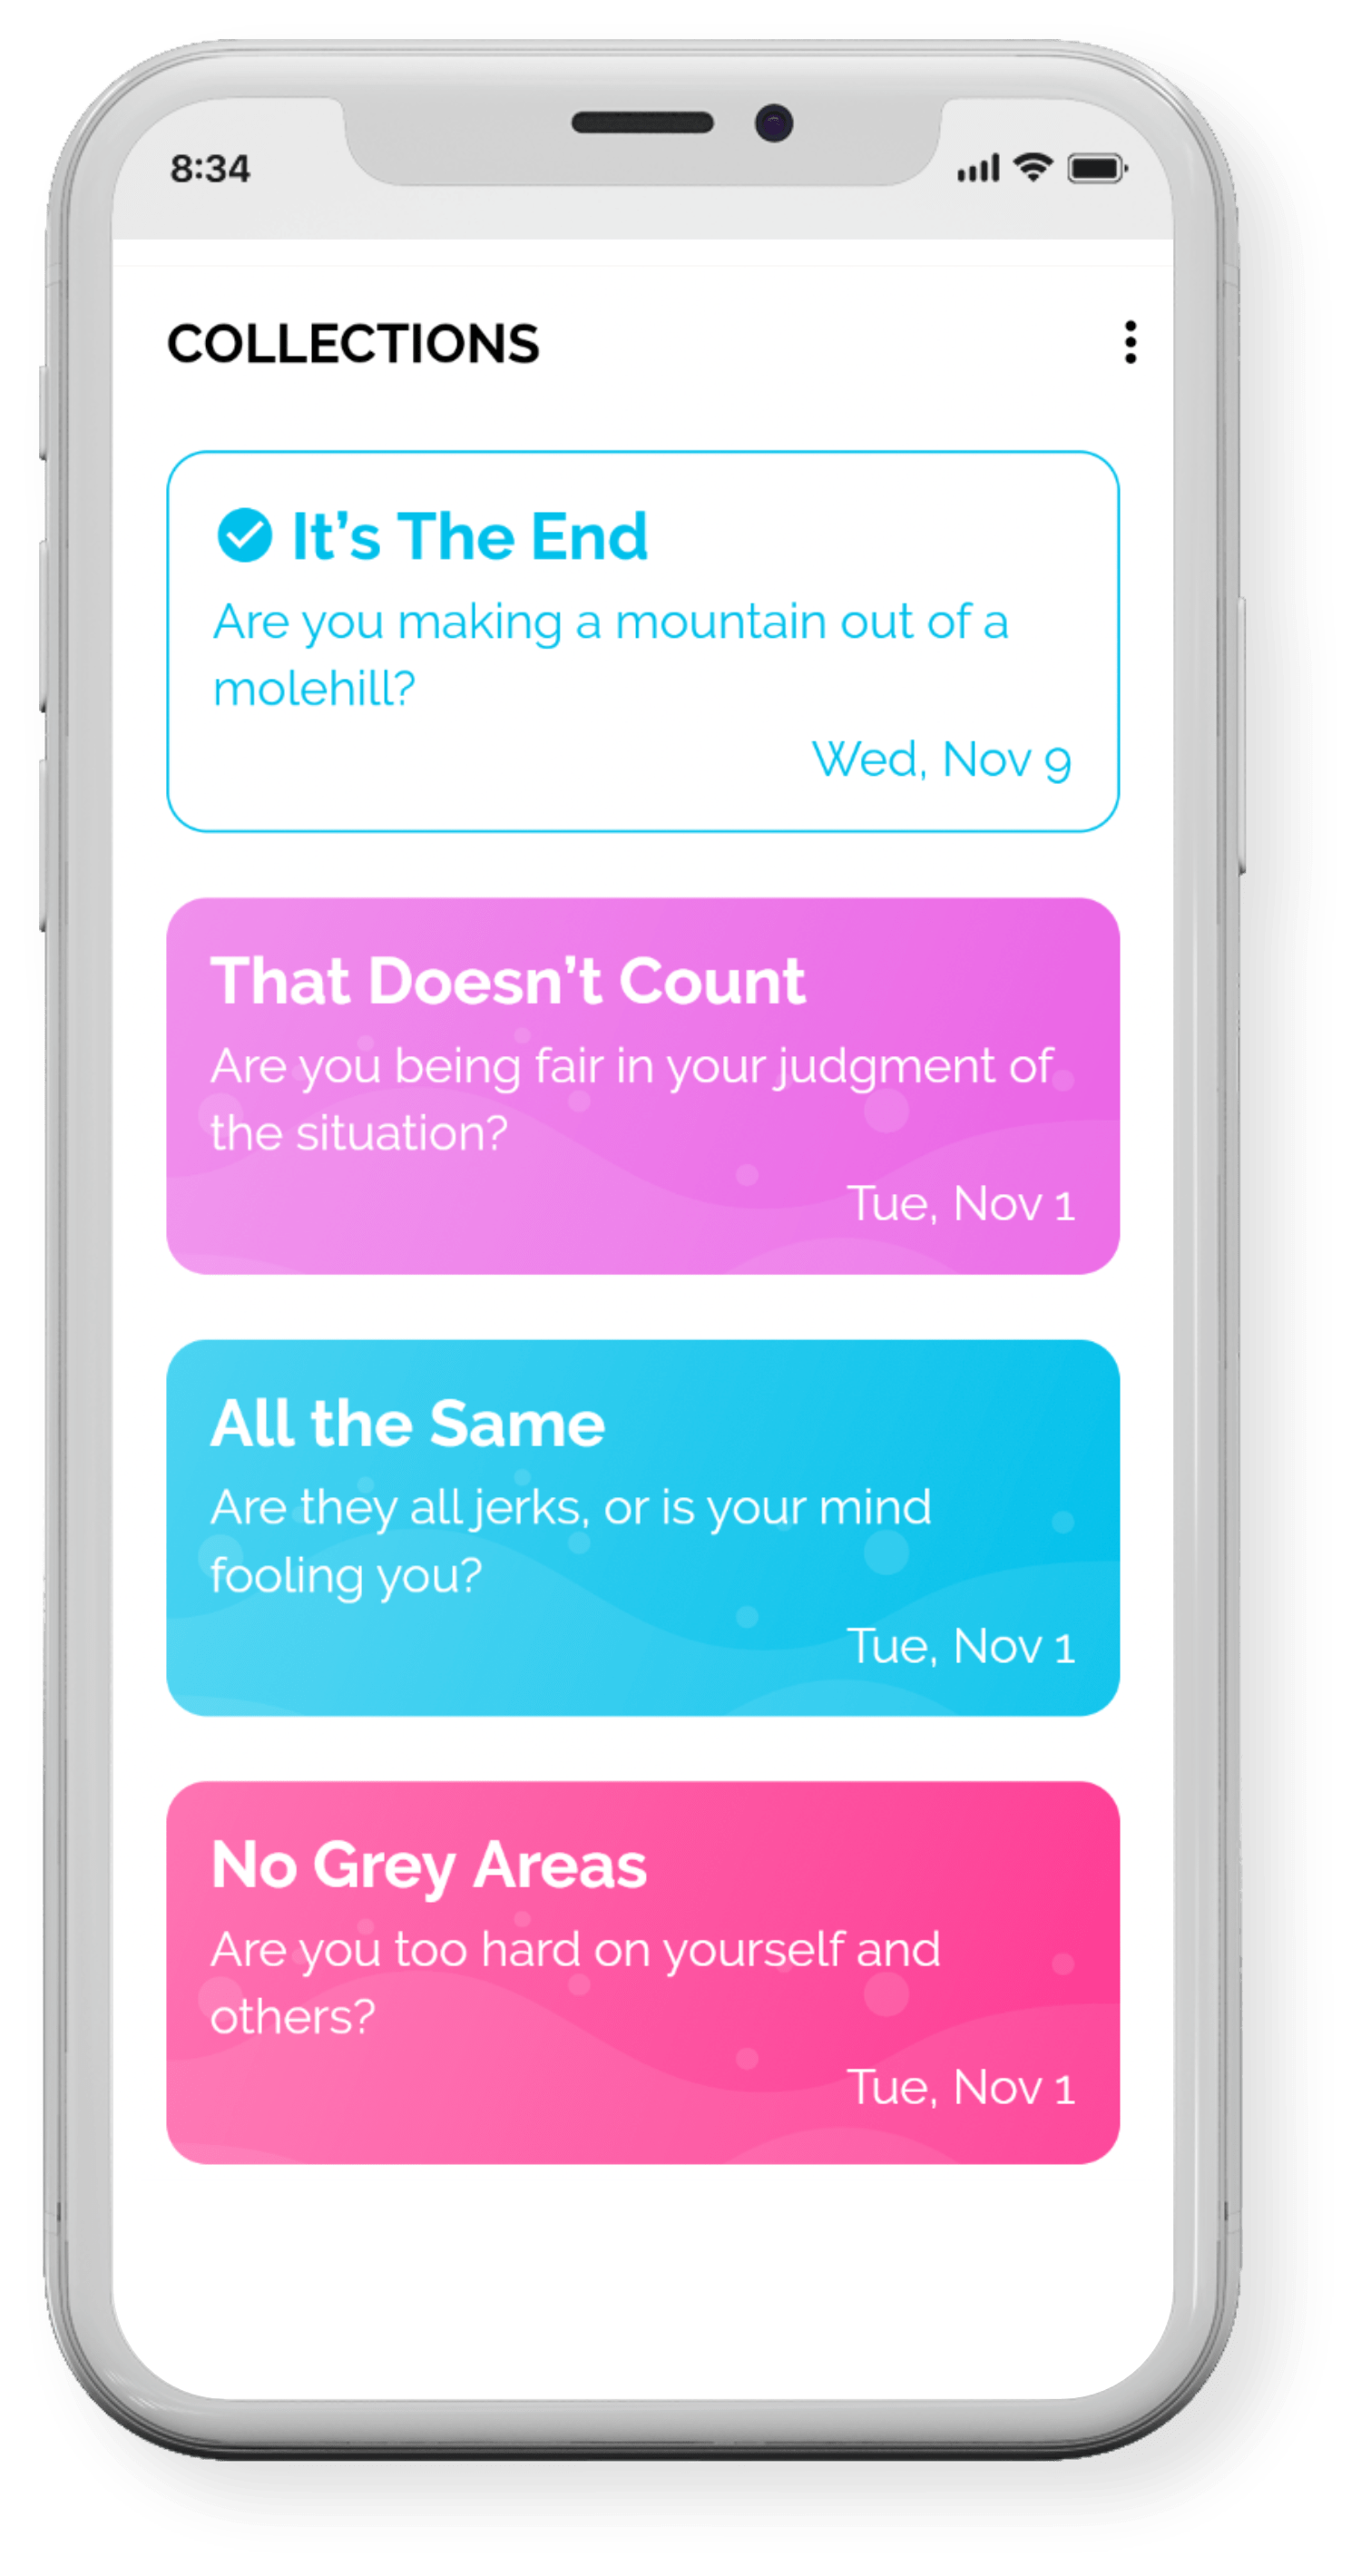 8:34
COLLECTIONS
It’s The End
Are you making a mountain out of a
molehill?
Wed, Nov 9
That Doesn’t Count
Are you being fair in your judgment of
the situation?
Tue, Nov 1
All the Same
Are they all jerks, or is your mind
fooling you?
Tue, Nov 1
No Grey Areas
Are you too hard on yourself and
others?
Tue, Nov 1